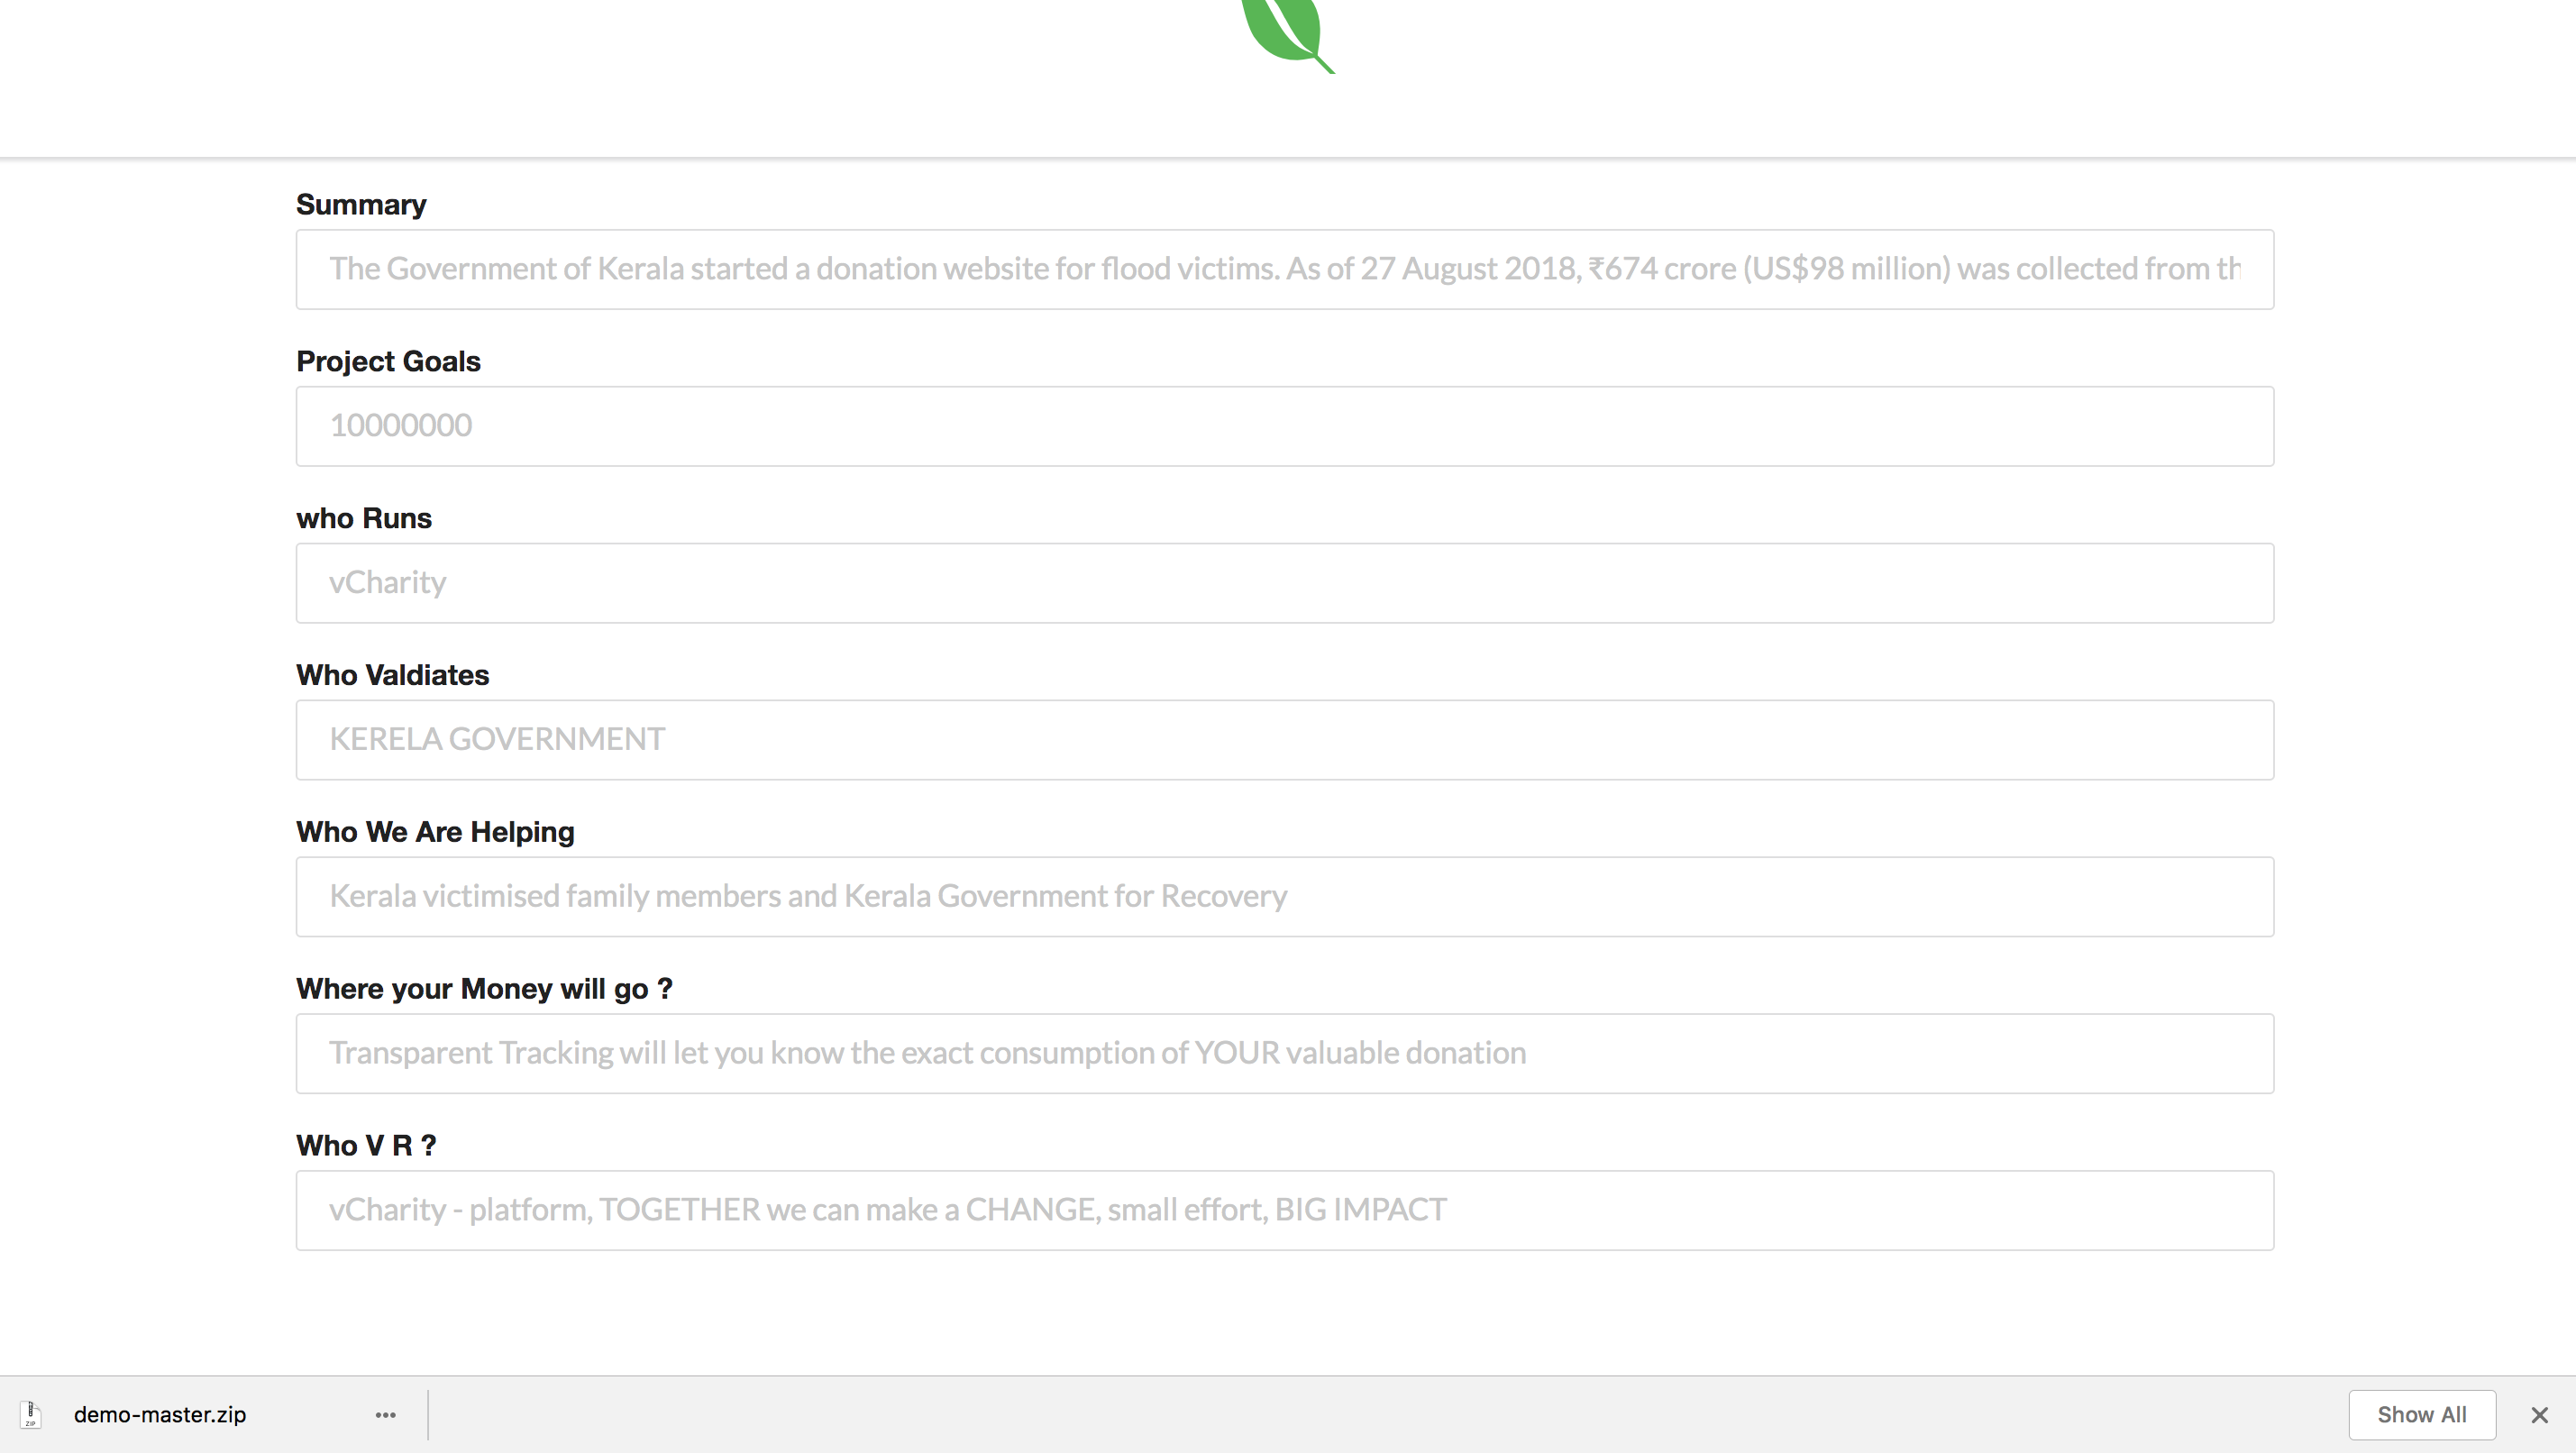 Summary
The Government of Kerala started a donation website for flood victims. As of 27 August 2018, ₹674 crore (US$98 million) was collected from th
Project Goals
10000000
who Runs
vCharity
Who Valdiates
KERELA GOVERNMENT
Who We Are Helping
Kerala victimised family members and Kerala Government for Recovery
Where your Money will go ?
Transparent Tracking will let you know the exact consumption of YOUR valuable donation
Who V R ?
vCharity - platform, TOGETHER we can make a CHANGE, small effort, BIG IMPACT
ZIP
demo-master.zip
Show All